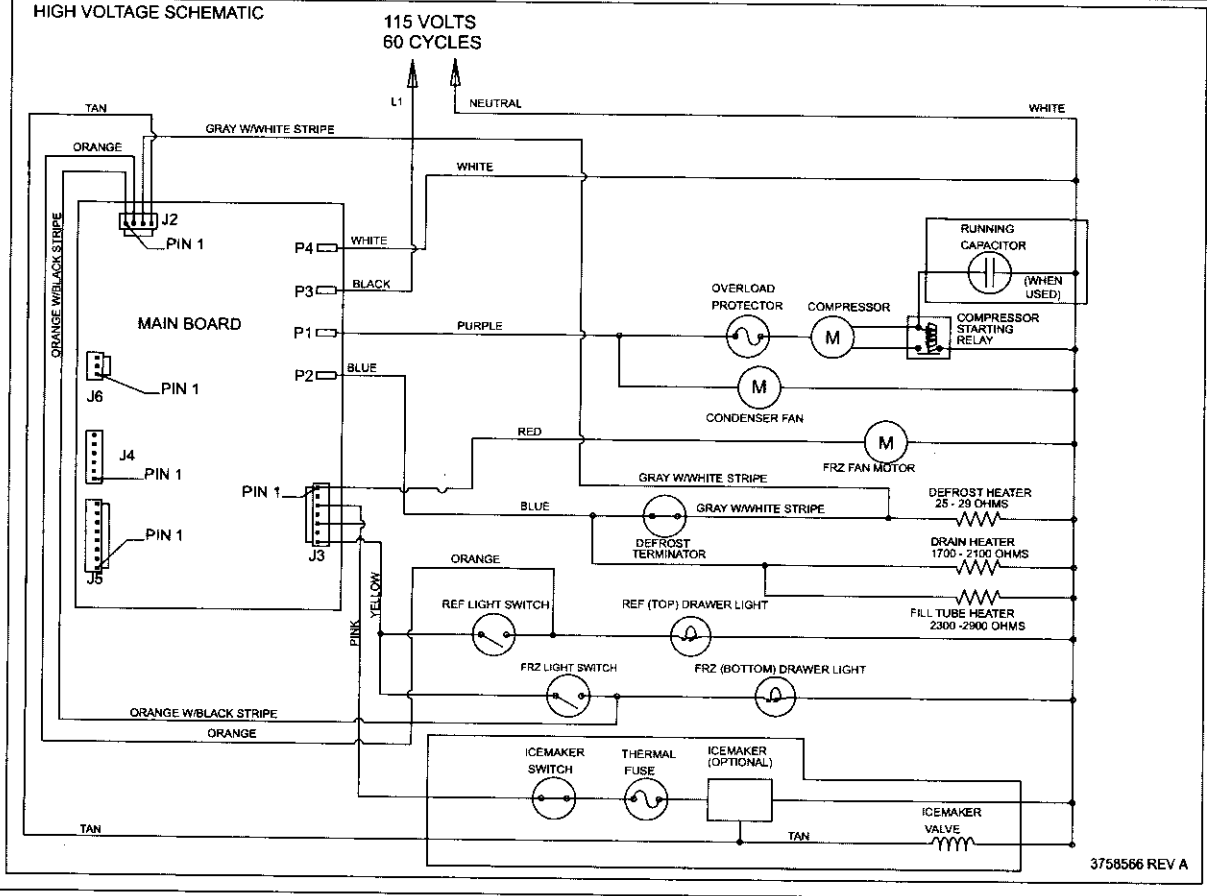 HIGH VOLTAGE SCHEMATIC
115 VOLTS
60 CYCLES
L1
NEUTRAL
WHITE
TAN
GRAY W/WHITE STRIPE
ORANGE
WHITE
ORANGE W/BLACK STRIPE
J2
PIN 1
P4
WHITE
P3
BLACK
MAIN BOARD
P1
PURPLE
P2
BLUE
RUNNING
CAPACITOR
(WHEN
USED)
OVERLOAD
PROTECTOR
COMPRESSOR
M
COMPRESSOR
STARTING
RELAY
M
CONDENSER FAN
J6
PIN 1
RED
M
FRZ FAN MOTOR
J4
PIN 1
PIN 1
J3
GRAY W/WHITE STRIPE
BLUE
GRAY W/WHITE STRIPE
DEFROST
TERMINATOR
DEFROST HEATER
25 - 29 OHMS
DRAIN HEATER
1700 - 2100 OHMS
FILL TUBE HEATER
2300 -2900 OHMS
PIN 1
J5
ORANGE
YELLOW
PINK
REF LIGHT SWITCH
REF (TOP) DRAWER LIGHT
FRZ LIGHT SWITCH
FRZ (BOTTOM) DRAWER LIGHT
ORANGE W/BLACK STRIPE
ORANGE
ICEMAKER
SWITCH
THERMAL
FUSE
ICEMAKER
(OPTIONAL)
ICEMAKER
VALVE
TAN
TAN
3758566 REV A